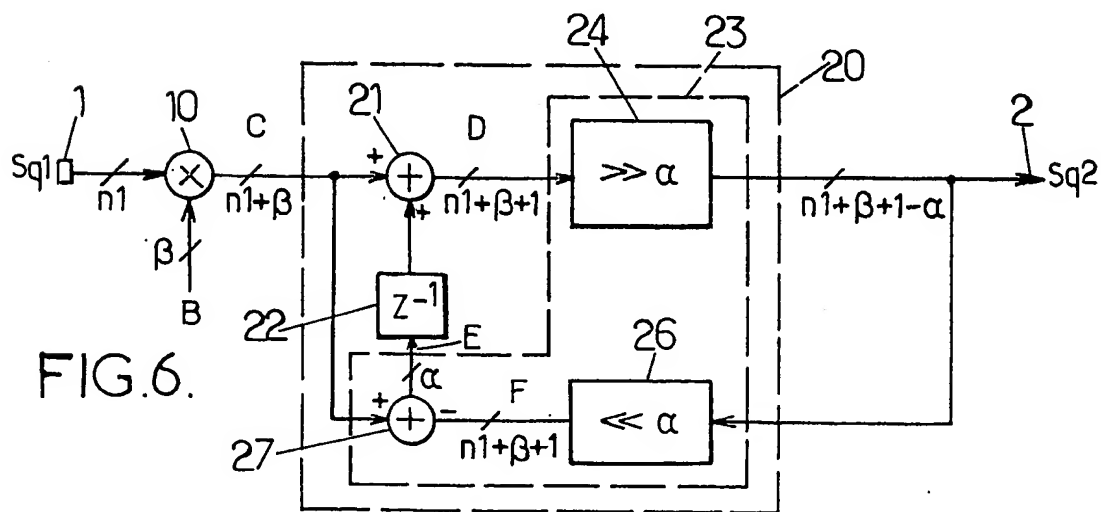 24
23
20
1
10
C
21
D
2
Sq1
n1
×
n1+β
+
+
n1+β+1
>> α
n1+β+1-α
Sq2
+
β
B
22
Z⁻¹
E
α
26
FIG.6.
+
+
-
F
n1+β+1
<< α
27